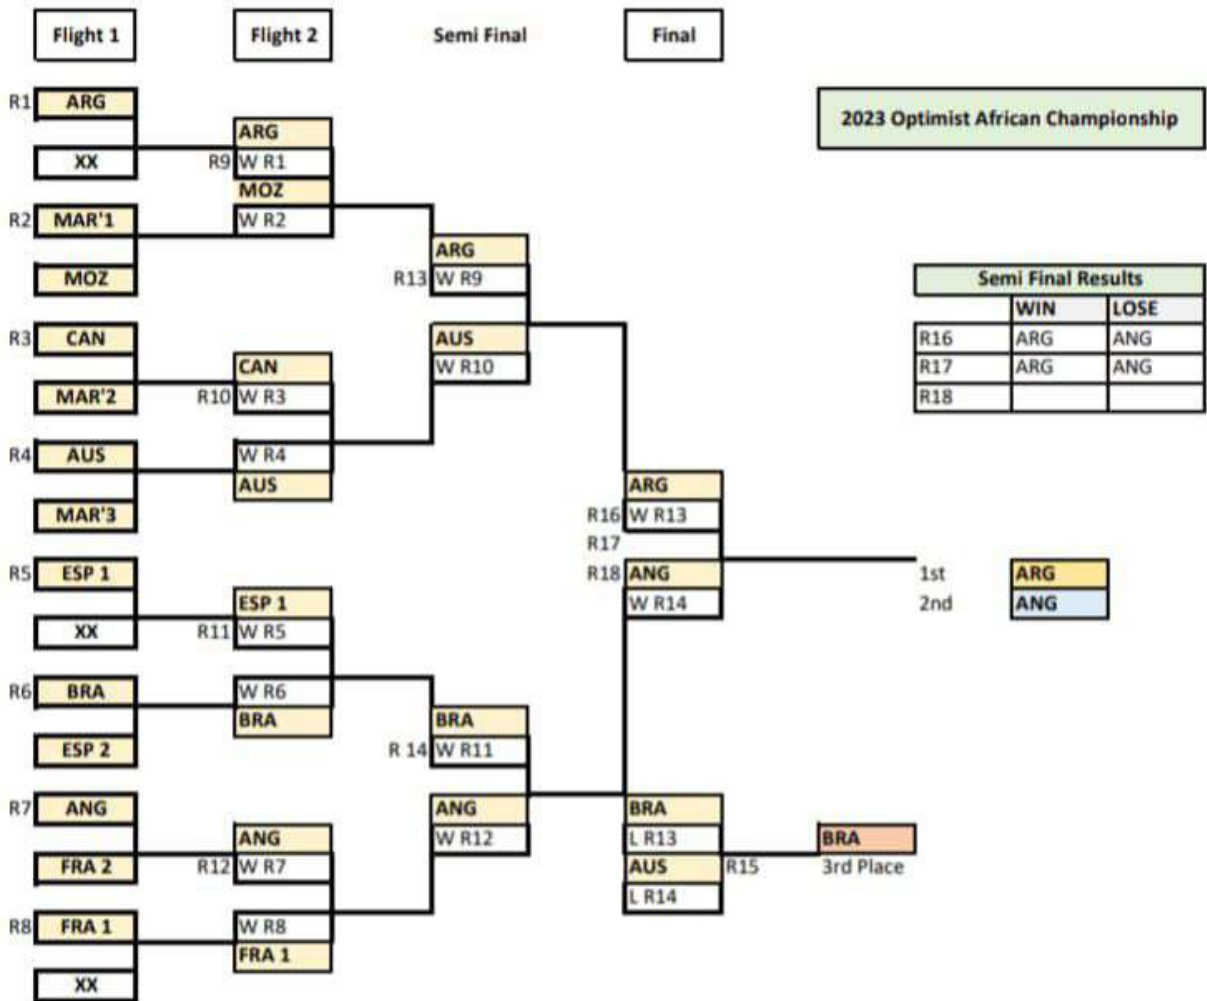 Flight 1 Flight 2 Semi Final Final
R1 ARG
XX
R2 MAR'1
MOZ
R3 CAN
MAR'2
R4 AUS
MAR'3
R5 ESP 1
XX
R6 BRA
ESP 2
R7 ANG
FRA 2
R8 FRA 1
XX
ARG
R9 W R1
MOZ
W R2
CAN
R10 W R3
W R4
AUS
ESP 1
R11 W R5
W R6
BRA
ANG
R12 W R7
W R8
FRA 1
ARG
R13 W R9
AUS
W R10
BRA
R 14 W R11
ANG
W R12
ARG
R16 W R13
R17
R18 ANG
W R14
BRA
L R13
AUS R15
L R14
2023 Optimist African Championship
Semi Final Results
WIN LOSE
R16 ARG ANG
R17 ARG ANG
R18
1st ARG
2nd ANG
BRA
3rd Place